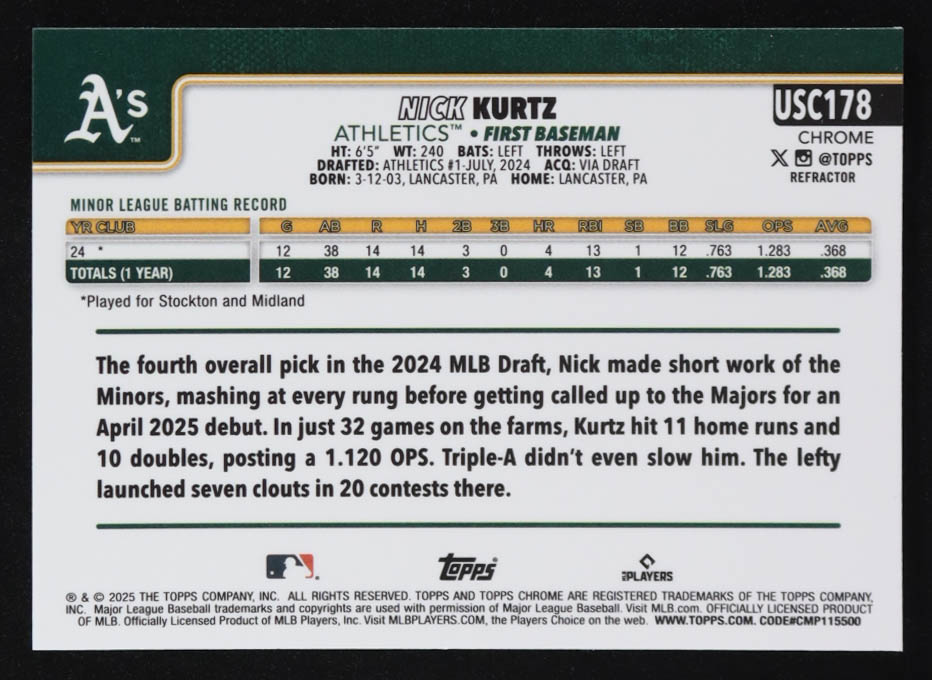 A's™
NICK KURTZ
USC178
ATHLETICS™ • FIRST BASEMAN
CHROME
HT: 6'5" WT: 240 BATS: LEFT THROWS: LEFT
X @TOPPS
DRAFTED: ATHLETICS #1-JULY, 2024 ACQ: VIA DRAFT
REFRACTOR
BORN: 3-12-03, LANCASTER, PA HOME: LANCASTER, PA
MINOR LEAGUE BATTING RECORD
YR CLUB G AB R H 2B 3B HR RBI SB BB SLG OPS AVG
24 * 12 38 14 14 3 0 4 13 1 12 .763 1.283 .368
TOTALS (1 YEAR) 12 38 14 14 3 0 4 13 1 12 .763 1.283 .368
*Played for Stockton and Midland
The fourth overall pick in the 2024 MLB Draft, Nick made short work of the
Minors, mashing at every rung before getting called up to the Majors for an
April 2025 debut. In just 32 games on the farms, Kurtz hit 11 home runs and
10 doubles, posting a 1.120 OPS. Triple-A didn't even slow him. The lefty
launched seven clouts in 20 contests there.
Topps®
MLB PLAYERS
® & © 2025 THE TOPPS COMPANY, INC. ALL RIGHTS RESERVED. TOPPS AND TOPPS CHROME ARE REGISTERED TRADEMARKS OF THE TOPPS COMPANY,
INC. Major League Baseball trademarks and copyrights are used with permission of Major League Baseball. Visit MLB.com. OFFICIALLY LICENSED PRODUCT
OF MLB. Officially Licensed Product of MLB Players, Inc. Visit MLBPLAYERS.COM, the Players Choice on the web. WWW.TOPPS.COM. CODE#CMP115500